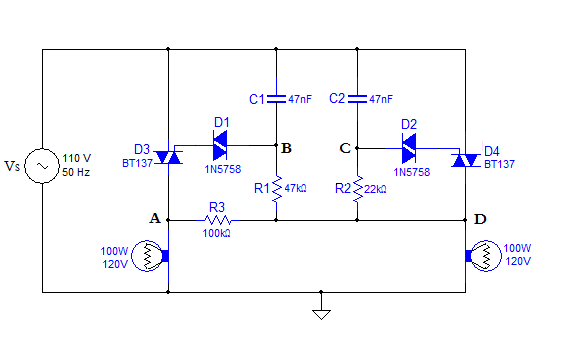 C1 47nF
C2 47nF
D1
D2
D3
BT137
B
C
D4
BT137
1N5758
1N5758
Vs
110 V
50 Hz
R1 47kΩ
R2 22kΩ
R3
A
D
100kΩ
100W
120V
100W
120V